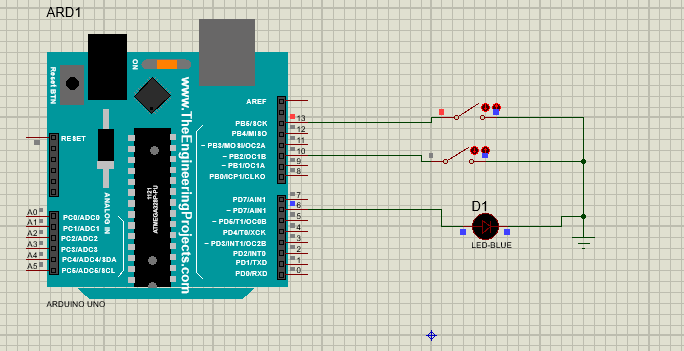 ARD1
Reset BTN
ON
www.TheEngineeringProjects.com
1121
ATMEGA328P-PU
ANALOG IN
RESET
AREF
PB5/SCK 13
PB4/MISO 12
~ PB3/MOSI/OC2A 11
~ PB2/OC1B 10
~ PB1/OC1A 9
PB0/ICP1/CLKO 8
PD7/AIN1 7
~ PD7/AIN1 6
~ PD5/T1/OC0B 5
PD4/T0/XCK 4
~ PD3/INT1/OC2B 3
PD2/INT0 2
PD1/TXD 1
PD0/RXD 0
A0 PC0/ADC0
A1 PC1/ADC1
A2 PC2/ADC2
A3 PC3/ADC3
A4 PC4/ADC4/SDA
A5 PC5/ADC5/SCL
ARDUINO UNO
D1
LED-BLUE